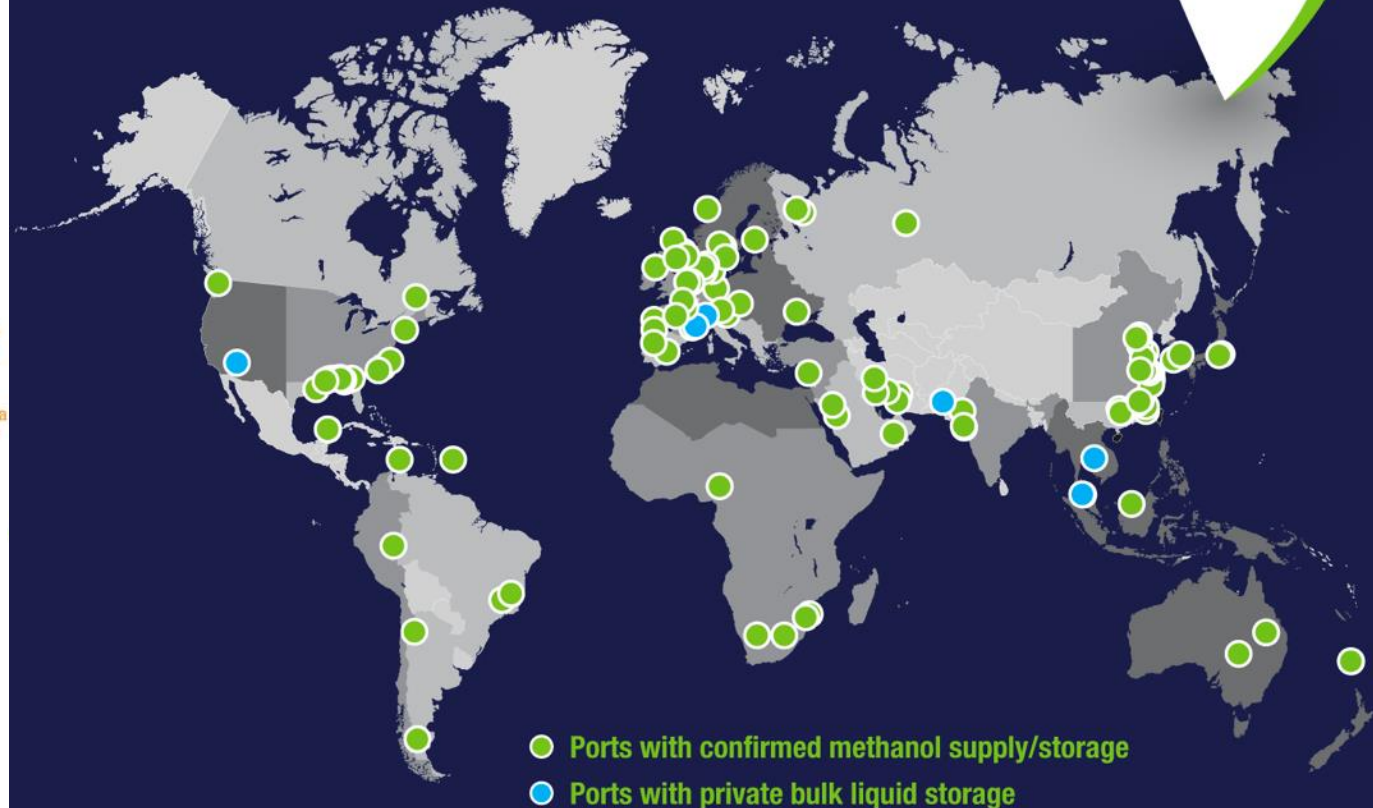 a
Ports with confirmed methanol supply/storage
Ports with private bulk liquid storage